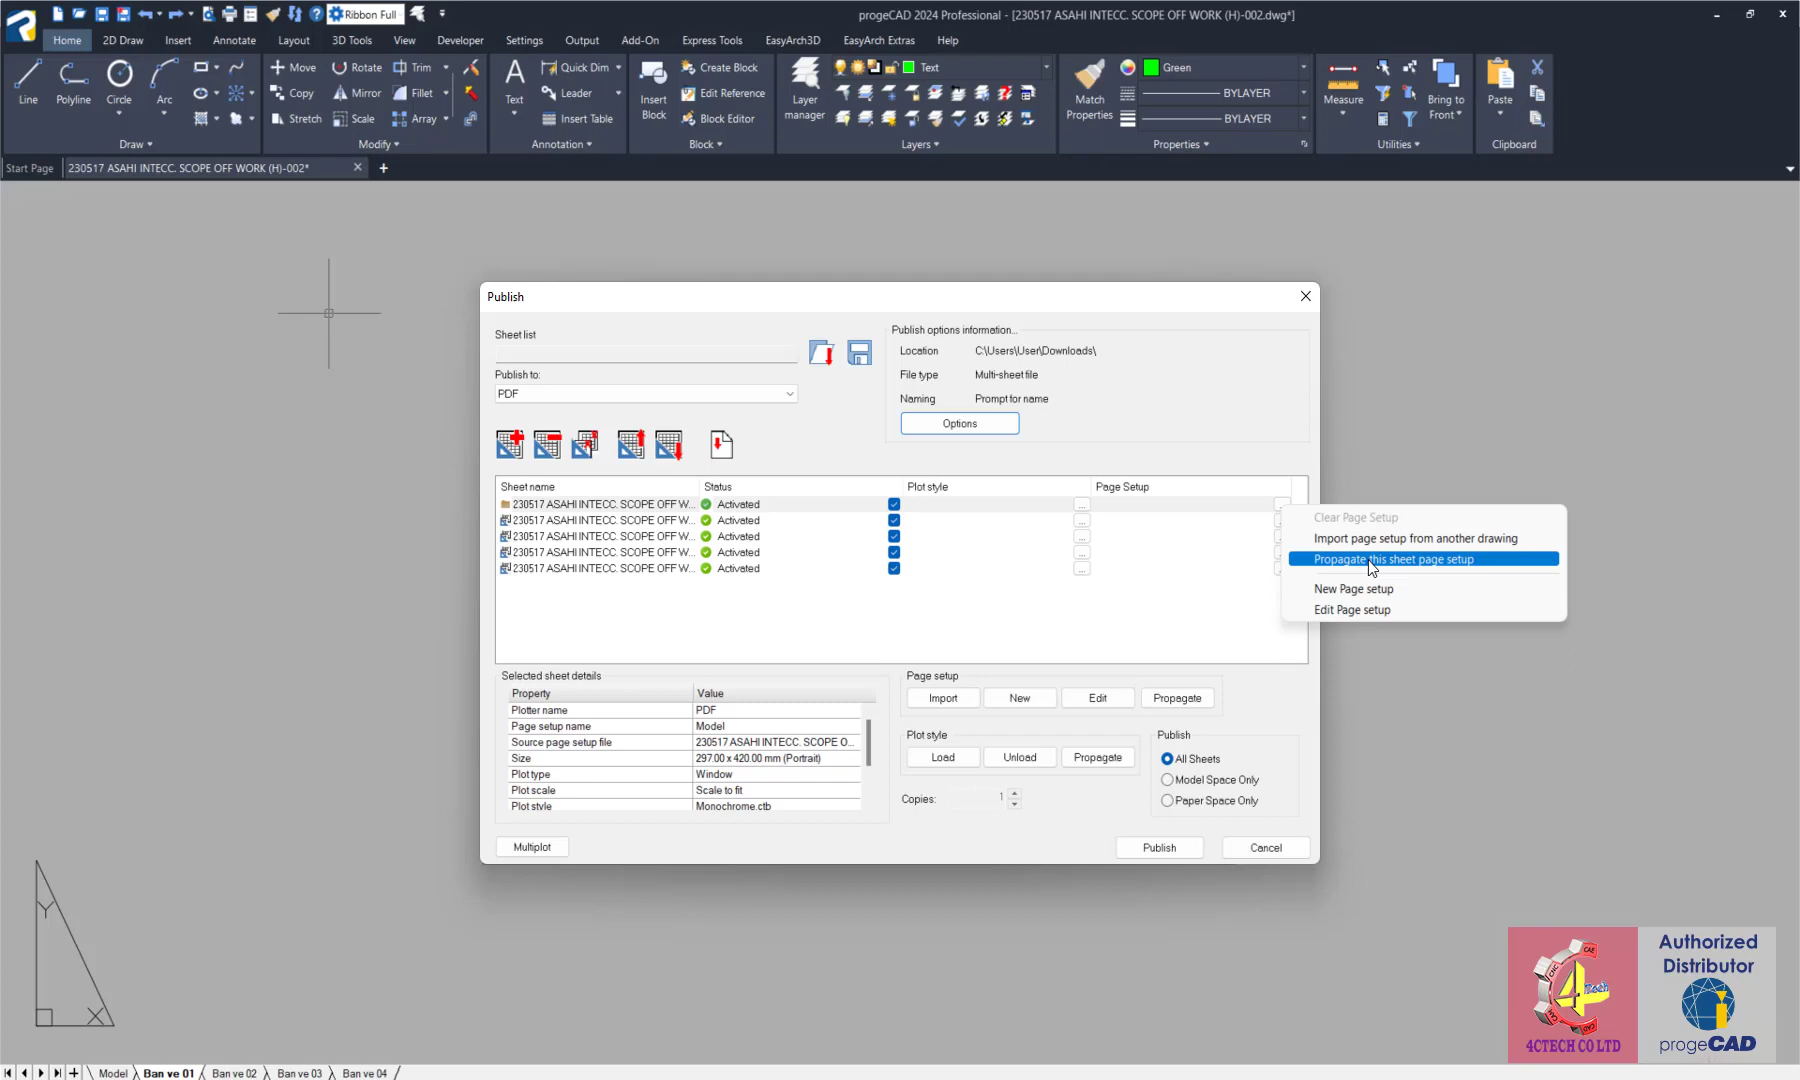 Ribbon Full
progeCAD 2024 Professional - [230517 ASAHI INTECC. SCOPE OFF WORK (H)-002.dwg*]
Home 2D Draw Insert Annotate Layout 3D Tools View Developer Settings Output Add-On Express Tools EasyArch3D EasyArch Extras Help
Move Rotate Trim Quick Dim Create Block Text Green
Line Polyline Circle Arc Copy Mirror Fillet Text Leader Insert Block Edit Reference Layer manager Match Properties BYLAYER Measure Bring to Front Paste
Stretch Scale Array Insert Table Block Editor BYLAYER
Draw Modify Annotation Block Layers Properties Utilities Clipboard
Start Page 230517 ASAHI INTECC. SCOPE OFF WORK (H)-002*
Publish
Sheet list
Publish to:
PDF
Publish options information...
Location C:\Users\User\Downloads\
File type Multi-sheet file
Naming Prompt for name
Options
Sheet name Status Plot style Page Setup
230517 ASAHI INTECC. SCOPE OFF W... Activated ...
230517 ASAHI INTECC. SCOPE OFF W... Activated ...
230517 ASAHI INTECC. SCOPE OFF W... Activated ...
230517 ASAHI INTECC. SCOPE OFF W... Activated ...
230517 ASAHI INTECC. SCOPE OFF W... Activated ...
Clear Page Setup
Import page setup from another drawing
Propagate this sheet page setup
New Page setup
Edit Page setup
Selected sheet details
Property Value
Plotter name PDF
Page setup name Model
Source page setup file 230517 ASAHI INTECC. SCOPE O...
Size 297.00 x 420.00 mm (Portrait)
Plot type Window
Plot scale Scale to fit
Plot style Monochrome.ctb
Page setup
Import New Edit Propagate
Plot style
Load Unload Propagate
Copies: 1
Publish
All Sheets
Model Space Only
Paper Space Only
Multiplot Publish Cancel
Y
X
CAE
CNC
CAM
CAD
4
Tech
4CTECH CO LTD
Authorized
Distributor
progeCAD
Model Ban ve 01 Ban ve 02 Ban ve 03 Ban ve 04